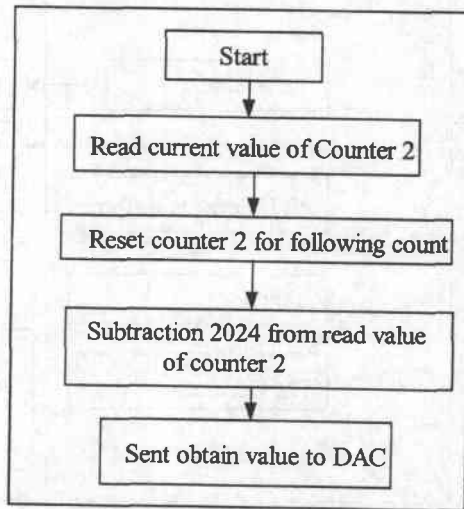 Start
Read current value of Counter 2
Reset counter 2 for following count
Subtraction 2024 from read value
of counter 2
Sent obtain value to DAC